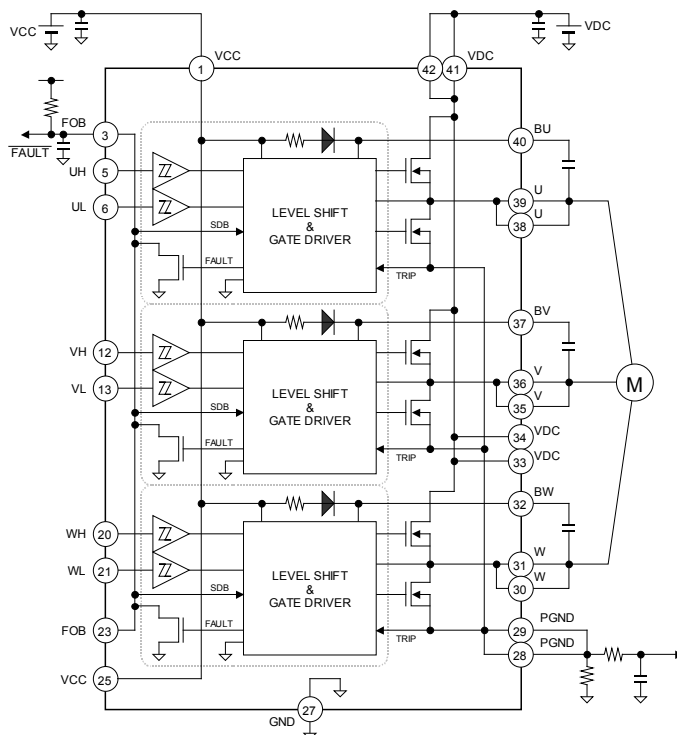 VCC
VDC
VCC
VDC
1
42
41
FOB
3
FAULT
BU
40
UH
5
UL
6
LEVEL SHIFT
&
GATE DRIVER
U
39
U
38
SDB
FAULT
TRIP
BV
37
VH
12
VL
13
LEVEL SHIFT
&
GATE DRIVER
V
36
V
35
M
SDB
FAULT
TRIP
VDC
34
VDC
33
BW
32
WH
20
WL
21
LEVEL SHIFT
&
GATE DRIVER
W
31
W
30
SDB
FOB
23
FAULT
TRIP
PGND
29
PGND
28
VCC
25
27
GND